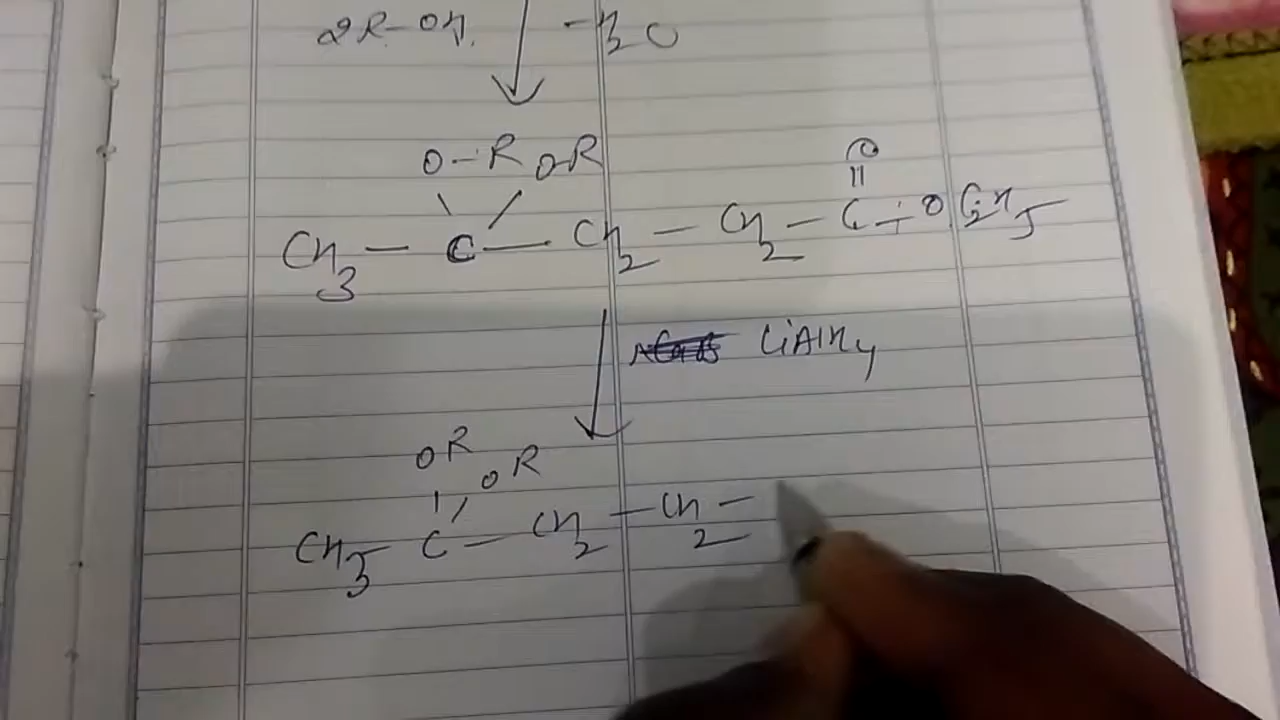 2R-OH -H2O
O-R OR
O
CH3 - C - CH2 - CH2 - C - OC2H5
LiAlH4
OR
OR
CH3 - C - CH2 - CH2 -